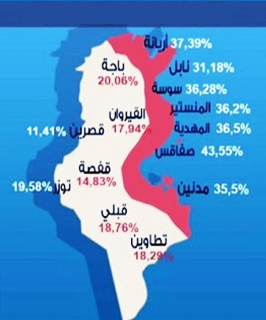 أريانة 37,39%
نابل 31,18%
باجة
20,06%
سوسة 36,28%
المنستير 36,2%
القيروان
17,94%
المهدية 36,5%
قصرين 11,41%
صفاقس
43,55%
قفصة
14,83%
توزر 19,58%
مدنين 35,5%
قبلي
18,76%
تطاوين
18,29%